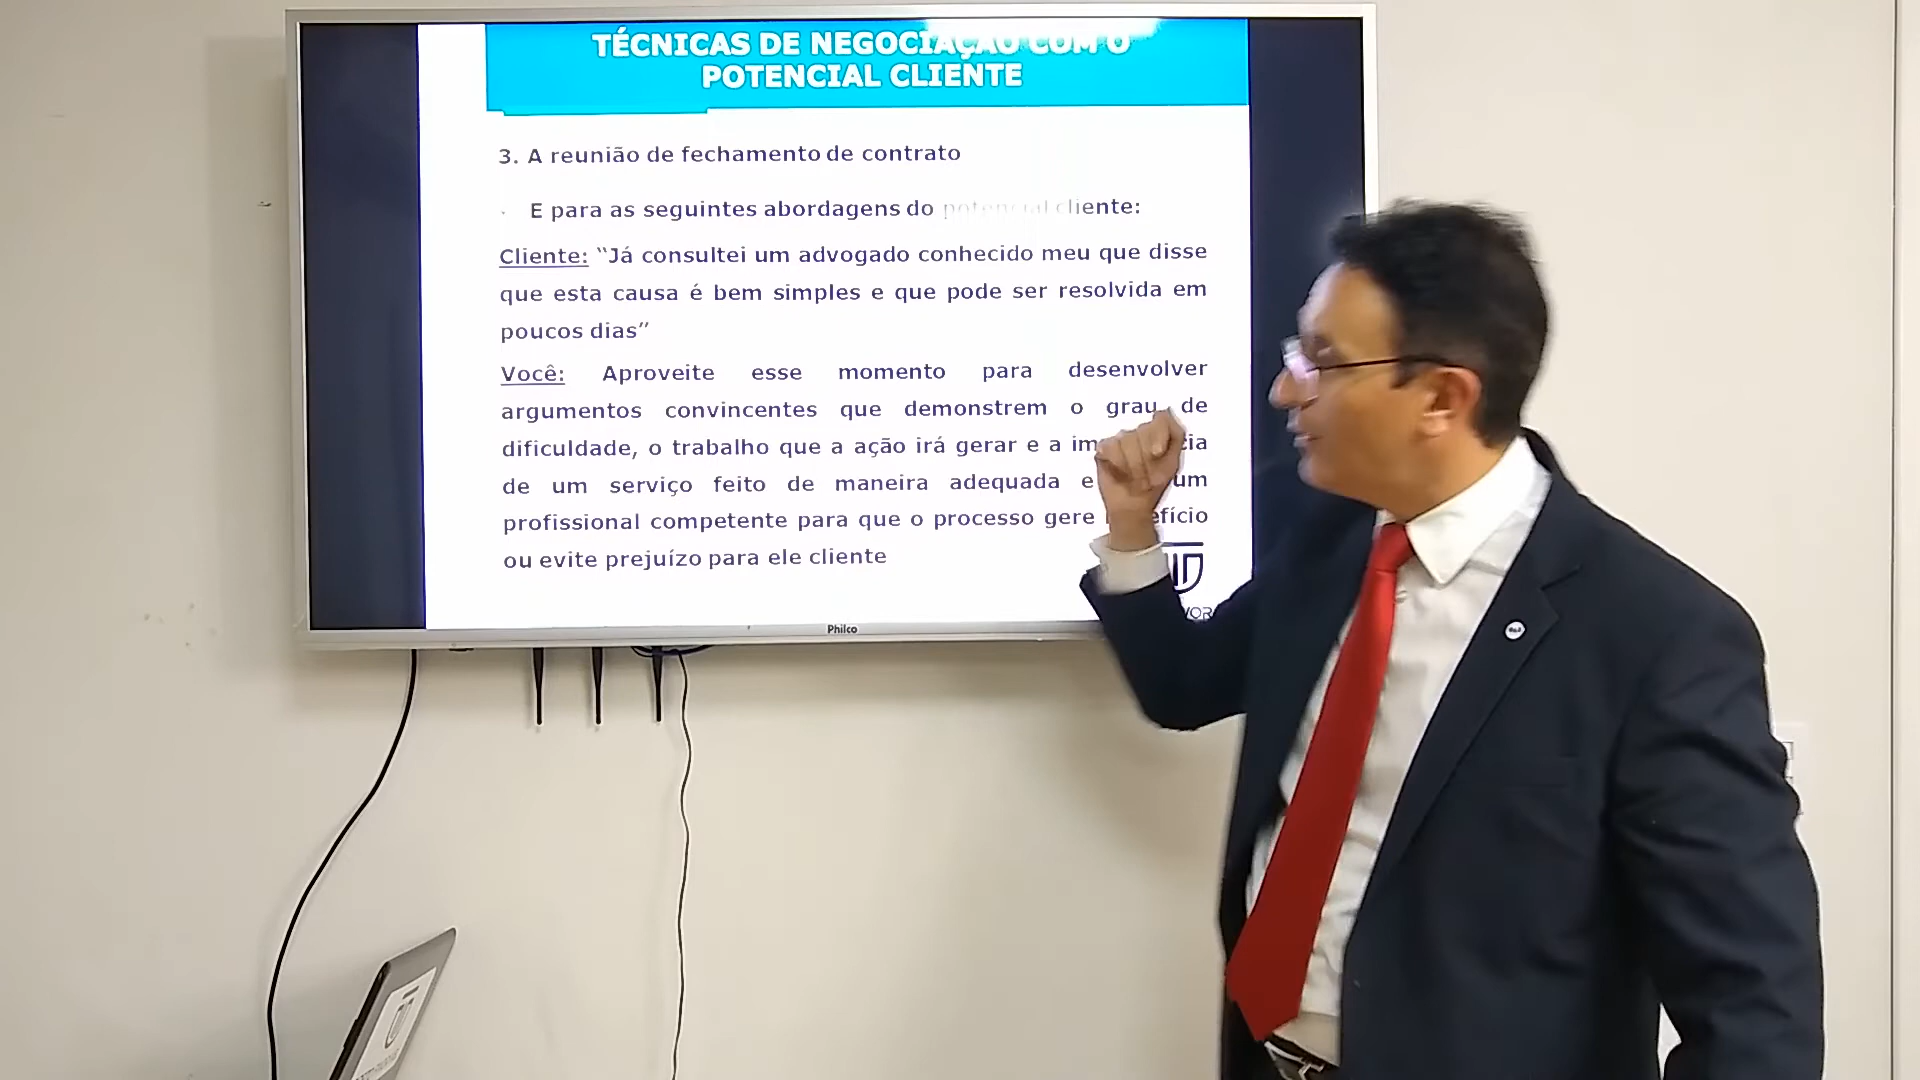 TÉCNICAS DE NEGOCIAÇÃO COM O
POTENCIAL CLIENTE
3. A reunião de fechamento de contrato
· E para as seguintes abordagens do potencial cliente:
Cliente: “Já consultei um advogado conhecido meu que disse
que esta causa é bem simples e que pode ser resolvida em
poucos dias”
Você: Aproveite esse momento para desenvolver
argumentos convincentes que demonstrem o grau de
dificuldade, o trabalho que a ação irá gerar e a
de um serviço feito de maneira adequada e um
profissional competente para que o processo gere
ou evite prejuízo para ele cliente
Philco